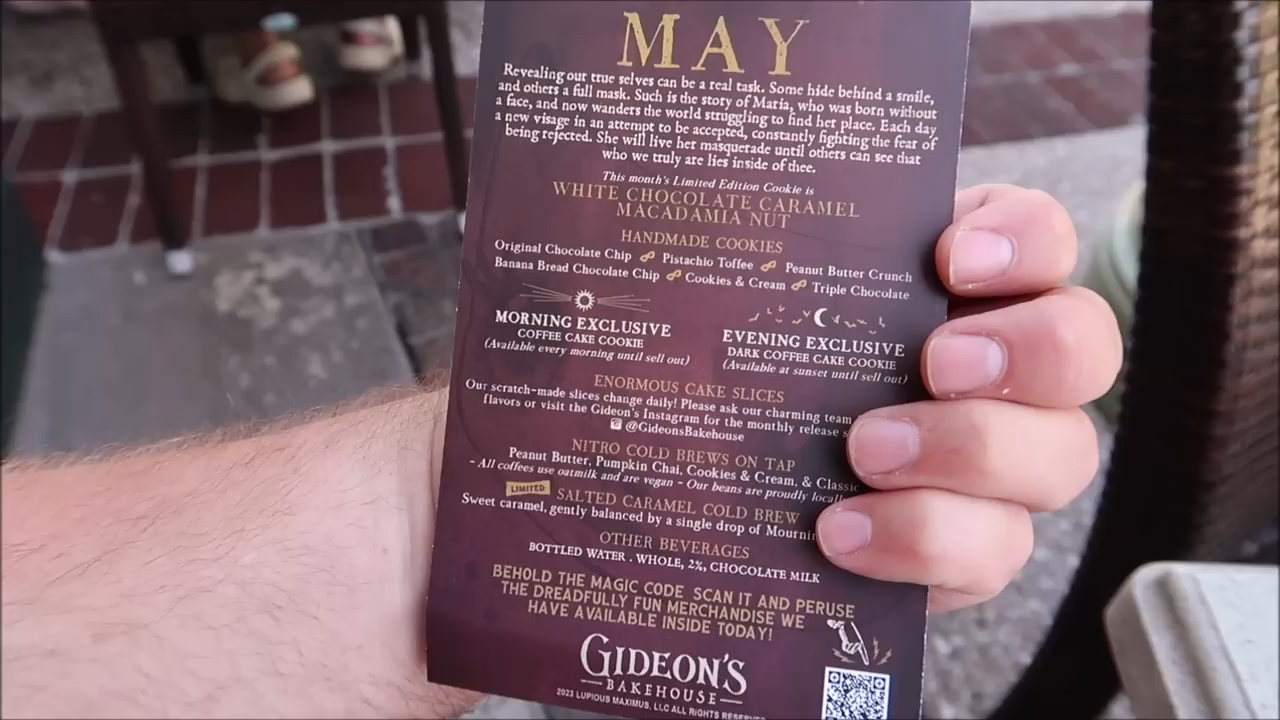 MAY
Revealing our true selves can be a real task. Some hide behind a smile,
and others a full mask. Such is the story of Maria, who was born without
a face, and now wanders the world struggling to find her place. Each day
a new visage in an attempt to be accepted, constantly fighting the fear of
being rejected. She will live her masquerade until others can see that
who we truly are lies inside of thee.
This month's Limited Edition Cookie is
WHITE CHOCOLATE CARAMEL
MACADAMIA NUT
HANDMADE COOKIES
Original Chocolate Chip Pistachio Toffee Peanut Butter Crunch
Banana Bread Chocolate Chip Cookies & Cream Triple Chocolate
MORNING EXCLUSIVE
COFFEE CAKE COOKIE
(Available every morning until sell out)
EVENING EXCLUSIVE
DARK COFFEE CAKE COOKIE
(Available at sunset until sell out)
ENORMOUS CAKE SLICES
Our scratch-made slices change daily! Please ask our charming team
flavors or visit the Gideon's Instagram for the monthly release
@GideonsBakehouse
NITRO COLD BREWS ON TAP
Peanut Butter, Pumpkin Chai, Cookies & Cream, & Classic
- All coffees use oatmilk and are vegan - Our beans are proudly
LIMITED SALTED CARAMEL COLD BREW
Sweet caramel, gently balanced by a single drop of
OTHER BEVERAGES
BOTTLED WATER . WHOLE, 2%, CHOCOLATE MILK
BEHOLD THE MAGIC CODE SCAN IT AND PERUSE
THE DREADFULLY FUN MERCHANDISE WE
HAVE AVAILABLE INSIDE TODAY!
GIDEON'S
BAKEHOUSE
2023 LUPIOUS MAXIMUS, LLC ALL RIGHTS RESERVED